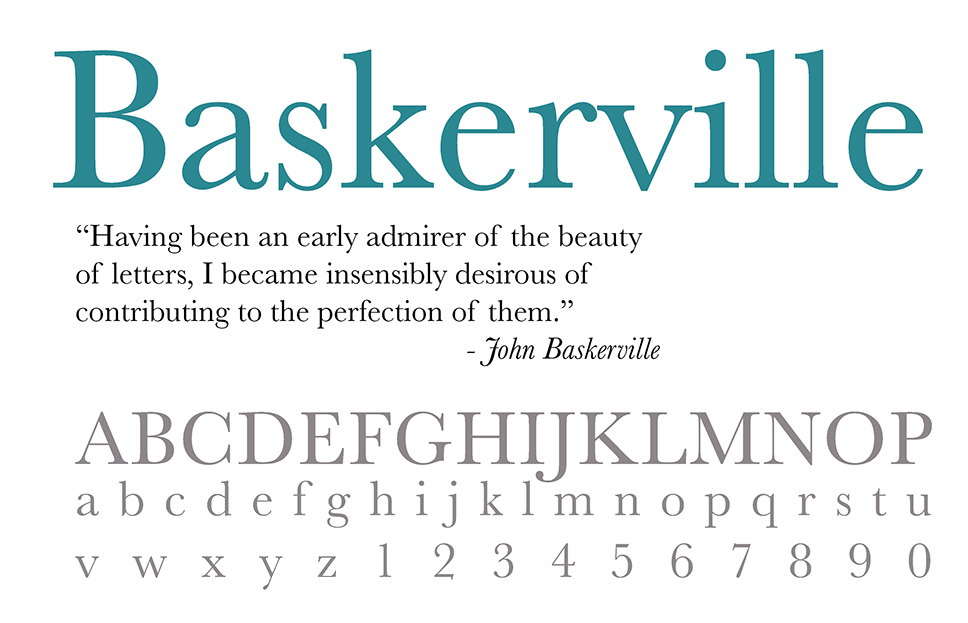 Baskerville
“Having been an early admirer of the beauty
of letters, I became insensibly desirous of
contributing to the perfection of them.”
- John Baskerville
ABCDEFGHIJKLMNOP
a b c d e f g h i j k l m n o p q r s t u
v w x y z 1 2 3 4 5 6 7 8 9 0